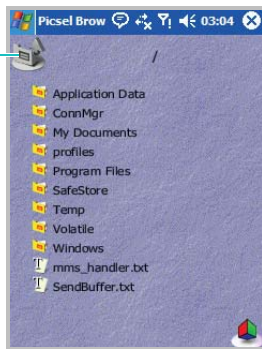 Picsel Brow 03:04
/
Application Data
ConnMgr
My Documents
profiles
Program Files
SafeStore
Temp
Volatile
Windows
mms_handler.txt
SendBuffer.txt